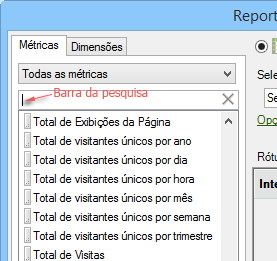 Report
Métricas Dimensões
Todas as métricas
Barra da pesquisa
Total de Exibições da Página
Total de visitantes únicos por ano
Total de visitantes únicos por dia
Total de visitantes únicos por hora
Total de visitantes únicos por mês
Total de visitantes únicos por semana
Total de visitantes únicos por trimestre
Total de Visitas
Sele
Se
Opç
Rótu
Inte